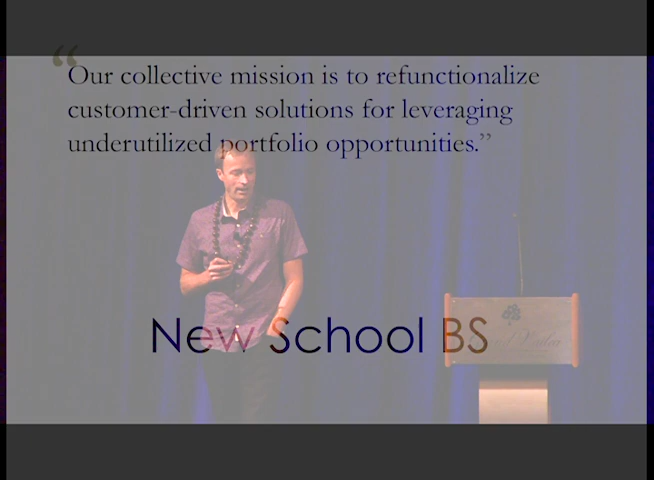 “Our collective mission is to refunctionalize
customer-driven solutions for leveraging
underutilized portfolio opportunities.”
New School BS